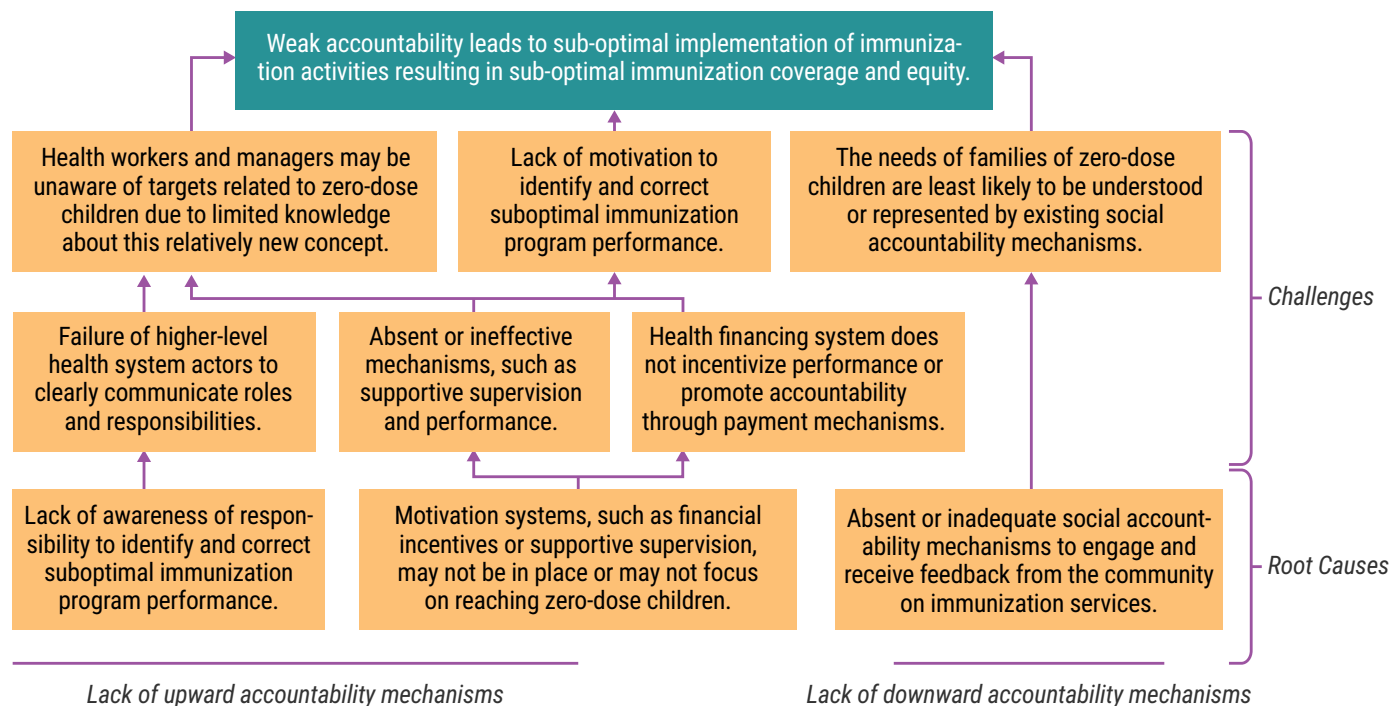 Weak accountability leads to sub-optimal implementation of immuniza-
tion activities resulting in sub-optimal immunization coverage and equity.
Health workers and managers may be
unaware of targets related to zero-dose
children due to limited knowledge
about this relatively new concept.
Lack of motivation to
identify and correct
suboptimal immunization
program performance.
The needs of families of zero-dose
children are least likely to be understood
or represented by existing social
accountability mechanisms.
Challenges
Failure of higher-level
health system actors to
clearly communicate roles
and responsibilities.
Absent or ineffective
mechanisms, such as
supportive supervision
and performance.
Health financing system does
not incentivize performance or
promote accountability
through payment mechanisms.
Lack of awareness of respon-
sibility to identify and correct
suboptimal immunization
program performance.
Motivation systems, such as financial
incentives or supportive supervision,
may not be in place or may not focus
on reaching zero-dose children.
Absent or inadequate social account-
ability mechanisms to engage and
receive feedback from the community
on immunization services.
Root Causes
Lack of upward accountability mechanisms
Lack of downward accountability mechanisms